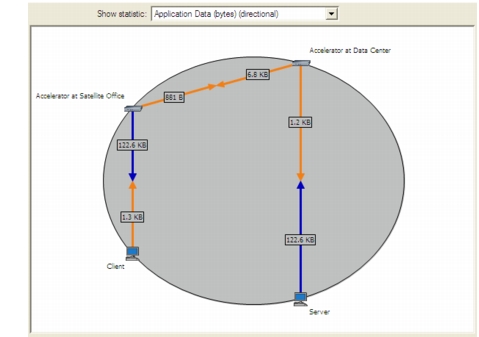 Show statistic: Application Data (bytes) (directional)
Accelerator at Data Center
6.8 KB
Accelerator at Satellite Office
881 B
1.2 KB
122.6 KB
1.3 KB
122.6 KB
Client
Server